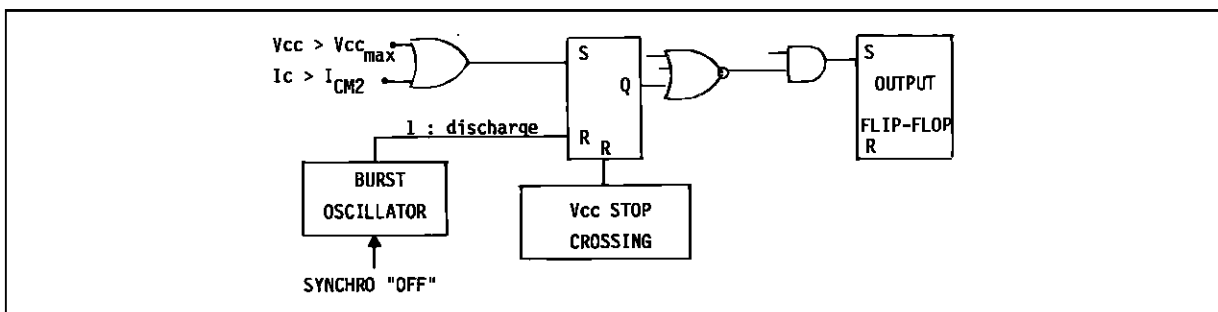 Vcc > Vccmax
Ic > ICM2
S
Q
R
R
1 : discharge
BURST
OSCILLATOR
SYNCHRO "OFF"
Vcc STOP
CROSSING
S
OUTPUT
FLIP-FLOP
R